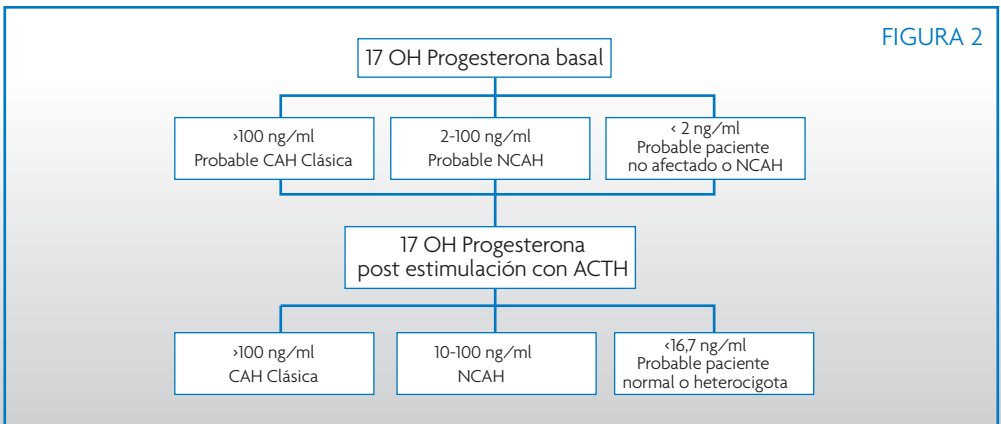 FIGURA 2
17 OH Progesterona basal
›100 ng/ml
Probable CAH Clásica
2-100 ng/ml
Probable NCAH
‹ 2 ng/ml
Probable paciente
no afectado o NCAH
17 OH Progesterona
post estimulación con ACTH
›100 ng/ml
CAH Clásica
10-100 ng/ml
NCAH
‹16,7 ng/ml
Probable paciente
normal o heterocigota